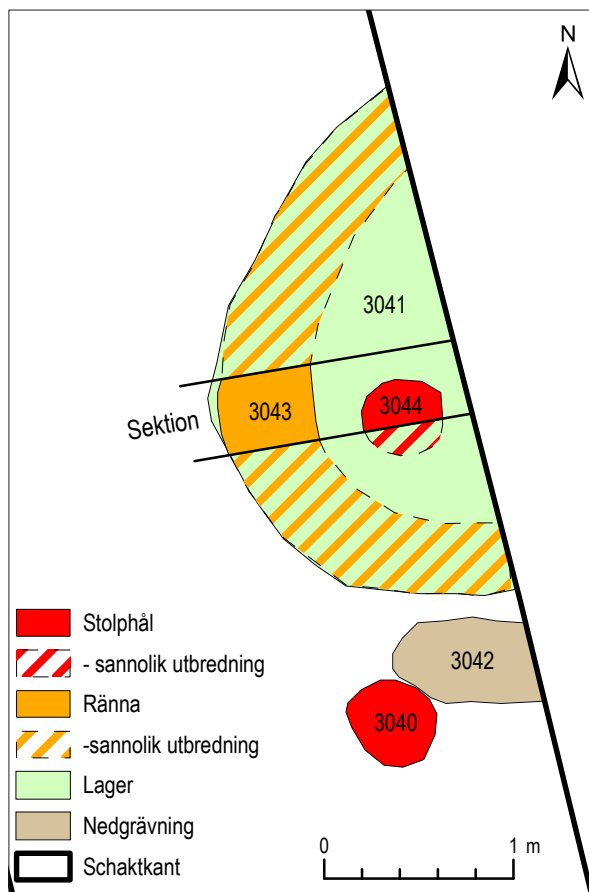 N
3041
3044
3043
Sektion
3042
3040
Stolphål
- sannolik utbredning
Ränna
-sannolik utbredning
Lager
Nedgrävning
Schaktkant
0 1 m